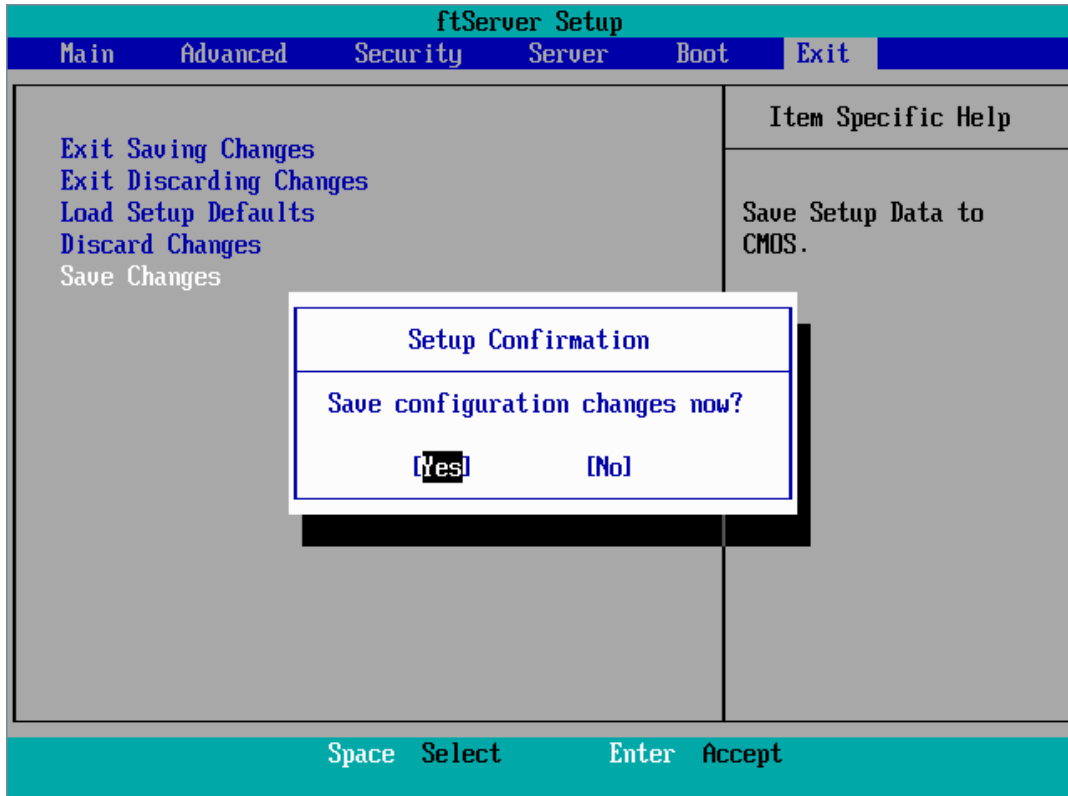 ftServer Setup
Main Advanced Security Server Boot Exit
Exit Saving Changes
Exit Discarding Changes
Load Setup Defaults
Discard Changes
Save Changes
Item Specific Help
Save Setup Data to
CMOS.
Setup Confirmation
Save configuration changes now?
[Yes] [No]
Space Select Enter Accept